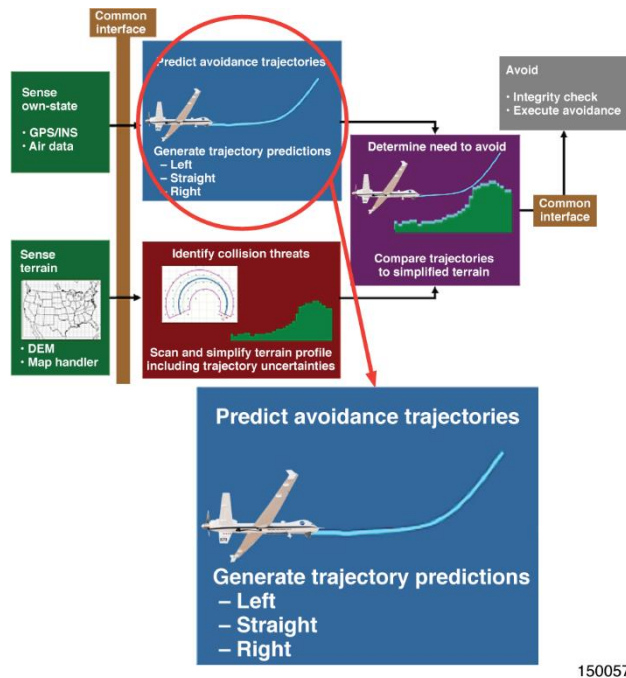 Common
interface
Sense
own-state
• GPS/INS
• Air data
Predict avoidance trajectories
Generate trajectory predictions
– Left
– Straight
– Right
Determine need to avoid
Compare trajectories
to simplified terrain
Avoid
• Integrity check
• Execute avoidance
Common
interface
Sense
terrain
• DEM
• Map handler
Identify collision threats
Scan and simplify terrain profile
including trajectory uncertainties
Predict avoidance trajectories
Generate trajectory predictions
– Left
– Straight
– Right
150057